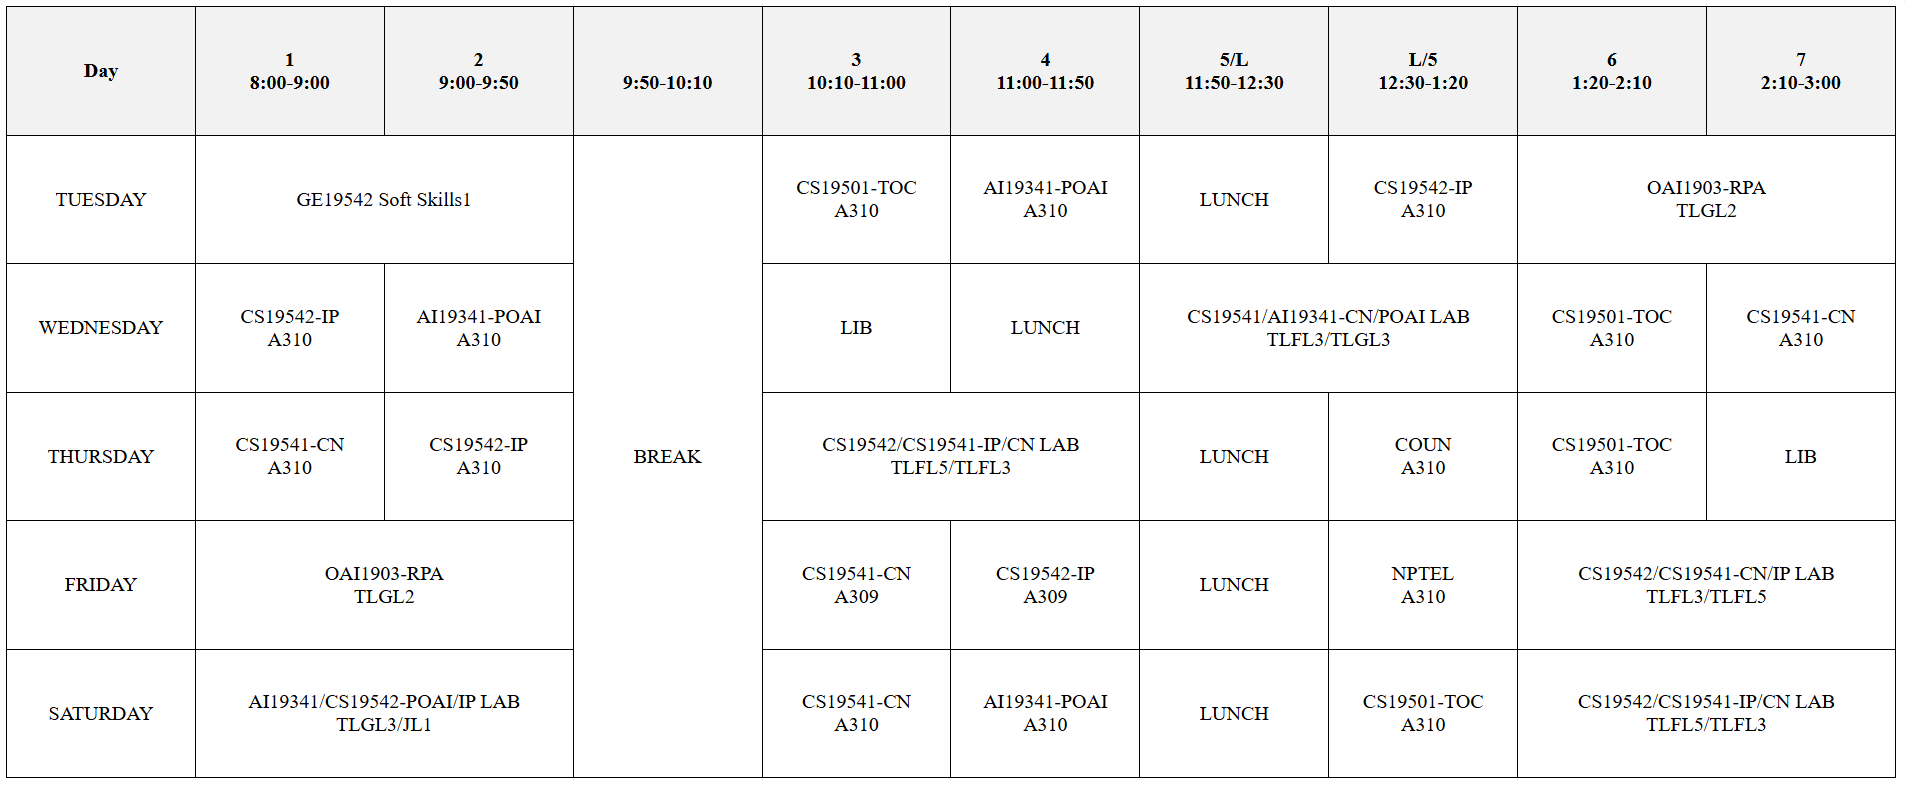 Day
1
8:00-9:00
2
9:00-9:50
9:50-10:10
3
10:10-11:00
4
11:00-11:50
5/L
11:50-12:30
L/5
12:30-1:20
6
1:20-2:10
7
2:10-3:00
TUESDAY
GE19542 Soft Skills1
CS19501-TOC
A310
AI19341-POAI
A310
LUNCH
CS19542-IP
A310
OAI1903-RPA
TLGL2
WEDNESDAY
CS19542-IP
A310
AI19341-POAI
A310
LIB
LUNCH
CS19541/AI19341-CN/POAI LAB
TLFL3/TLGL3
CS19501-TOC
A310
CS19541-CN
A310
THURSDAY
CS19541-CN
A310
CS19542-IP
A310
BREAK
CS19542/CS19541-IP/CN LAB
TLFL5/TLFL3
LUNCH
COUN
A310
CS19501-TOC
A310
LIB
FRIDAY
OAI1903-RPA
TLGL2
CS19541-CN
A309
CS19542-IP
A309
LUNCH
NPTEL
A310
CS19542/CS19541-CN/IP LAB
TLFL3/TLFL5
SATURDAY
AI19341/CS19542-POAI/IP LAB
TLGL3/JL1
CS19541-CN
A310
AI19341-POAI
A310
LUNCH
CS19501-TOC
A310
CS19542/CS19541-IP/CN LAB
TLFL5/TLFL3